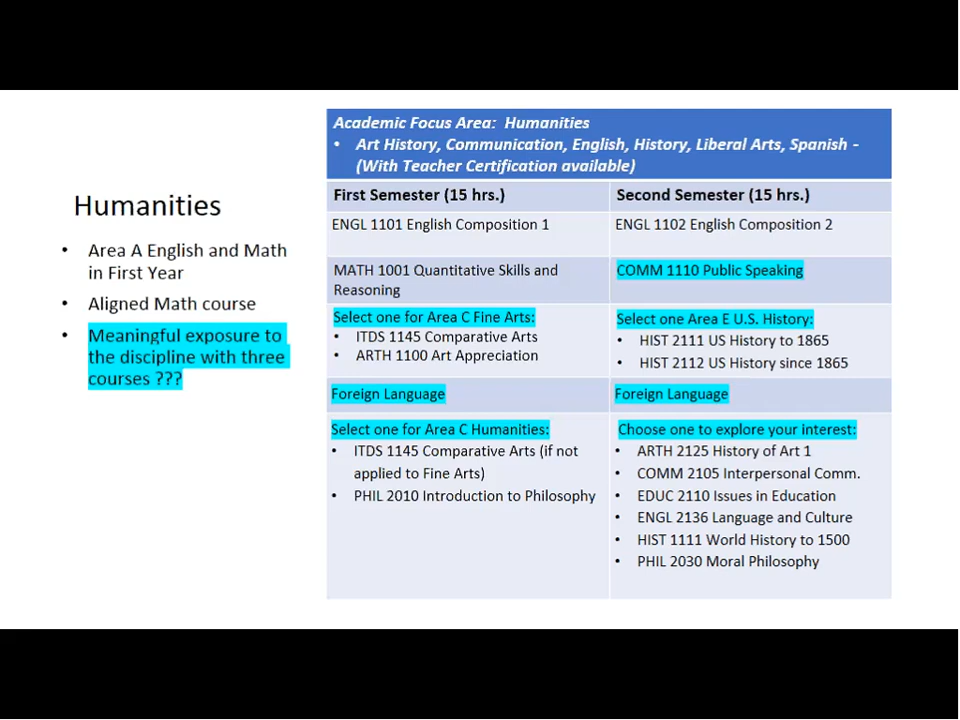 Humanities
• Area A English and Math
in First Year
• Aligned Math course
• Meaningful exposure to
the discipline with three
courses ???
Academic Focus Area:  Humanities
• Art History, Communication, English, History, Liberal Arts, Spanish -
(With Teacher Certification available)
First Semester (15 hrs.)
Second Semester (15 hrs.)
ENGL 1101 English Composition 1
ENGL 1102 English Composition 2
MATH 1001 Quantitative Skills and
Reasoning
COMM 1110 Public Speaking
Select one for Area C Fine Arts:
• ITDS 1145 Comparative Arts
• ARTH 1100 Art Appreciation
Select one Area E U.S. History:
• HIST 2111 US History to 1865
• HIST 2112 US History since 1865
Foreign Language
Foreign Language
Select one for Area C Humanities:
• ITDS 1145 Comparative Arts (if not
applied to Fine Arts)
• PHIL 2010 Introduction to Philosophy
Choose one to explore your interest:
• ARTH 2125 History of Art 1
• COMM 2105 Interpersonal Comm.
• EDUC 2110 Issues in Education
• ENGL 2136 Language and Culture
• HIST 1111 World History to 1500
• PHIL 2030 Moral Philosophy